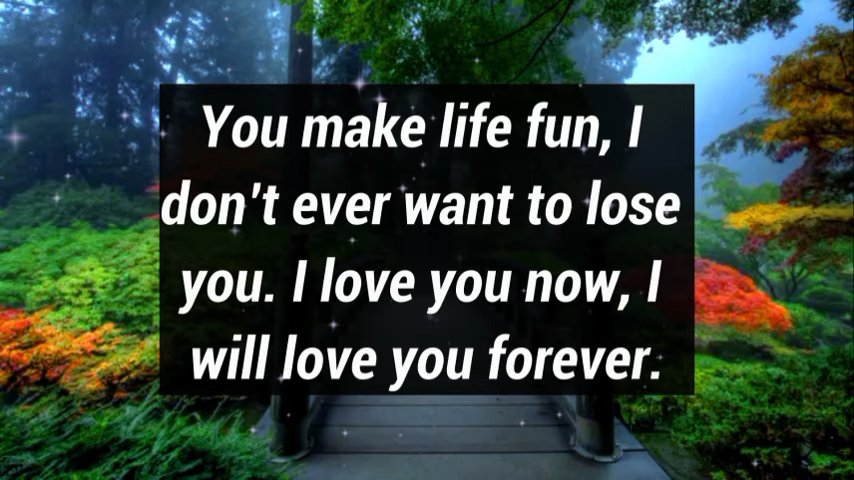 You make life fun, I
don't ever want to lose
you. I love you now, I
will love you forever.